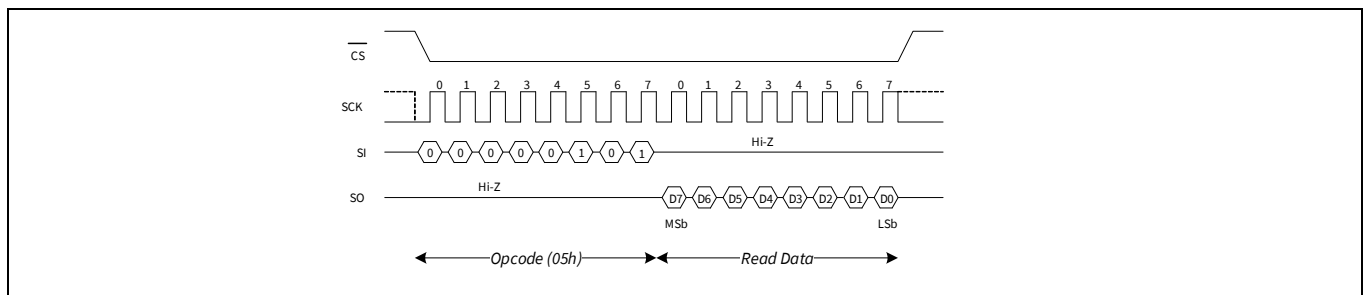 CS
SCK 0 1 2 3 4 5 6 7 0 1 2 3 4 5 6 7
SI 0 0 0 0 0 1 0 1 Hi-Z
SO Hi-Z D7 D6 D5 D4 D3 D2 D1 D0
MSb LSb
Opcode (05h) Read Data